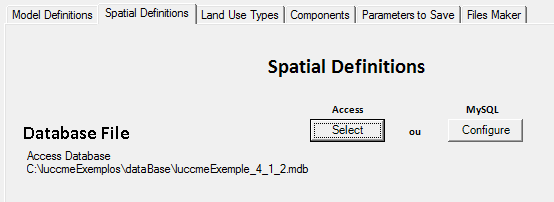 Model Definitions Spatial Definitions Land Use Types Components Parameters to Save Files Maker
Spatial Definitions
Access MySQL
Database File Select ou Configure
Access Database
C:\luccmeExemplos\dataBase\luccmeExemple_4_1_2.mdb